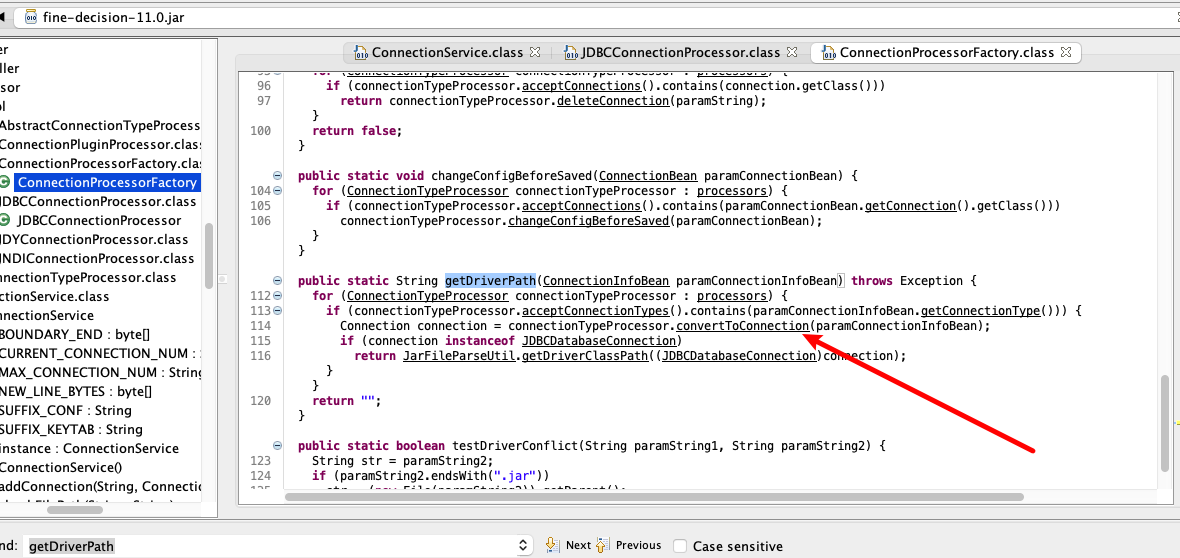 fine-decision-11.0.jar
ConnectionService.class JDBCConnectionProcessor.class ConnectionProcessorFactory.class
er
ller
sor
ol
AbstractConnectionTypeProcess
ConnectionPluginProcessor.class
ConnectionProcessorFactory.clas
ConnectionProcessorFactory
JDBCConnectionProcessor.class
JDBCConnectionProcessor
JDYConnectionProcessor.class
JNDIConnectionProcessor.class
nnectionTypeProcessor.class
ctionService.class
nnectionService
BOUNDARY_END : byte[]
CURRENT_CONNECTION_NUM : S
MAX_CONNECTION_NUM : String
NEW_LINE_BYTES : byte[]
SUFFIX_CONF : String
SUFFIX_KEYTAB : String
instance : ConnectionService
ConnectionService()
addConnection(String, Connectio
95 for (ConnectionTypeProcessor connectionTypeProcessor : processors) {
96 if (connectionTypeProcessor.acceptConnections().contains(connection.getClass()))
97 return connectionTypeProcessor.deleteConnection(paramString);
}
100 return false;
}
public static void changeConfigBeforeSaved(ConnectionBean paramConnectionBean) {
104 for (ConnectionTypeProcessor connectionTypeProcessor : processors) {
105 if (connectionTypeProcessor.acceptConnections().contains(paramConnectionBean.getConnection().getClass()))
106 connectionTypeProcessor.changeConfigBeforeSaved(paramConnectionBean);
}
}
public static String getDriverPath(ConnectionInfoBean paramConnectionInfoBean) throws Exception {
112 for (ConnectionTypeProcessor connectionTypeProcessor : processors) {
113 if (connectionTypeProcessor.acceptConnectionTypes().contains(paramConnectionInfoBean.getConnectionType())) {
114 Connection connection = connectionTypeProcessor.convertToConnection(paramConnectionInfoBean);
115 if (connection instanceof JDBCDatabaseConnection)
116 return JarFileParseUtil.getDriverClassPath((JDBCDatabaseConnection)connection);
}
}
120 return "";
}
public static boolean testDriverConflict(String paramString1, String paramString2) {
123 String str = paramString2;
124 if (paramString2.endsWith(".jar"))
125 str = (new File(paramString2)).getParent();
nd: getDriverPath Next Previous Case sensitive